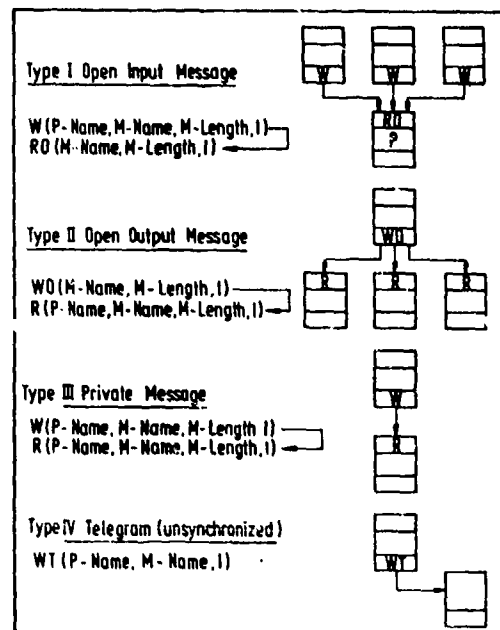 Type I Open Input Message
W W W
RO
?
W(P-Name, M-Name, M-Length, I)
RO(M-Name, M-Length, I)
WO
Type II Open Output Message
R R R
WO(M-Name, M-Length, I)
R(P-Name, M-Name, M-Length, I)
W
Type III Private Message
W(P-Name, M-Name, M-Length I)
R(P-Name, M-Name, M-Length, I)
R
Type IV Telegram (unsynchronized)
WT(P-Name, M-Name, I)
WT